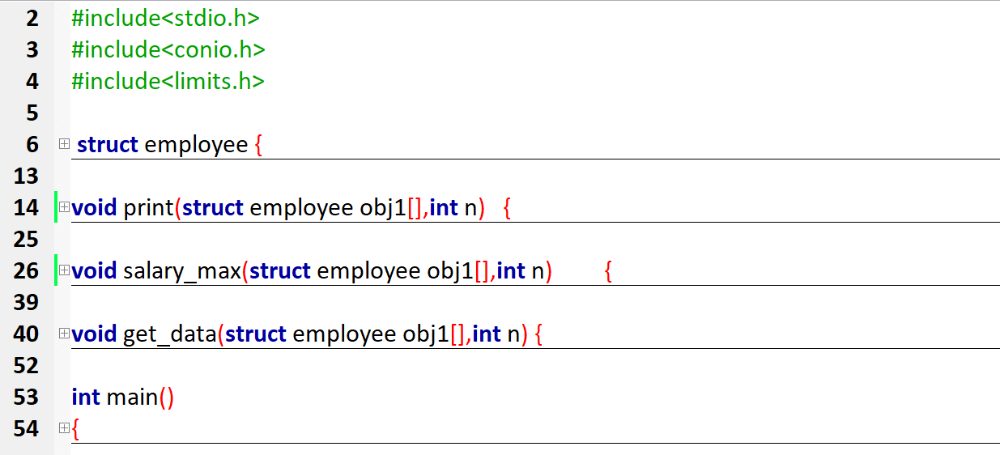 2 #include<stdio.h>
3 #include<conio.h>
4 #include<limits.h>
5
6 struct employee {
13
14 void print(struct employee obj1[],int n) {
25
26 void salary_max(struct employee obj1[],int n) {
39
40 void get_data(struct employee obj1[],int n) {
52
53 int main()
54 {